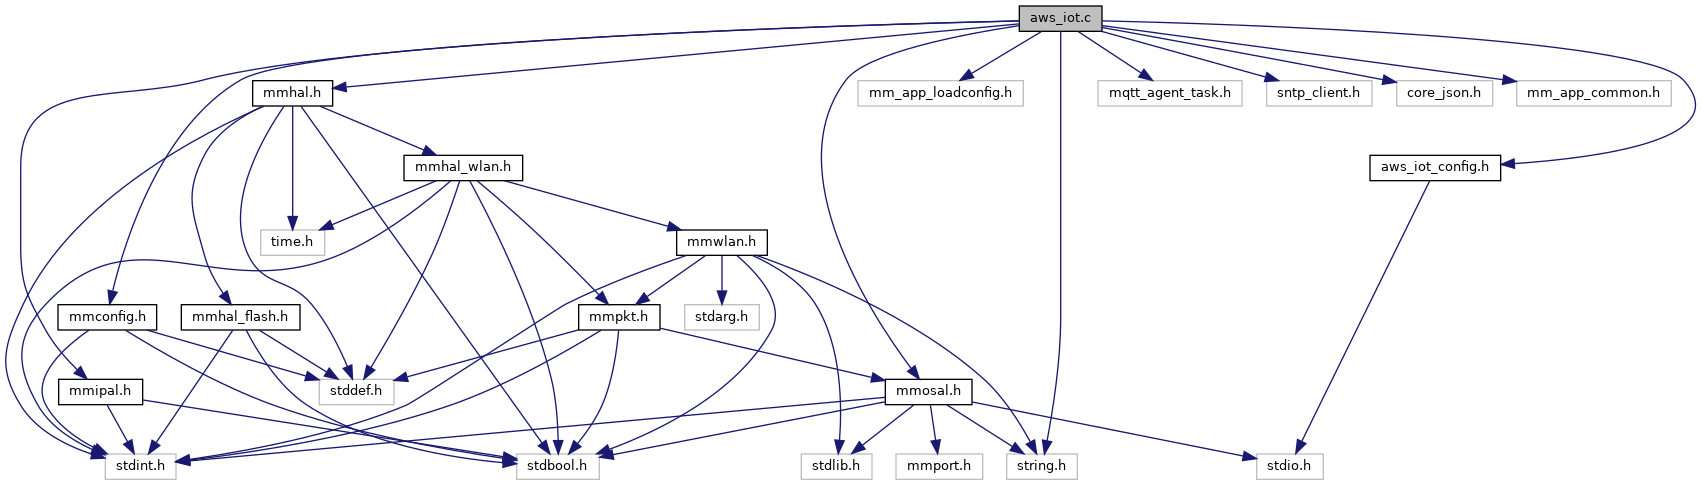 aws_iot.c
mmhal.h
mm_app_loadconfig.h
mqtt_agent_task.h
sntp_client.h
core_json.h
mm_app_common.h
mmhal_wlan.h
aws_iot_config.h
time.h
mmwlan.h
mmconfig.h
mmhal_flash.h
mmpkt.h
stdarg.h
mmipal.h
stddef.h
mmosal.h
stdint.h
stdbool.h
stdlib.h
mmport.h
string.h
stdio.h